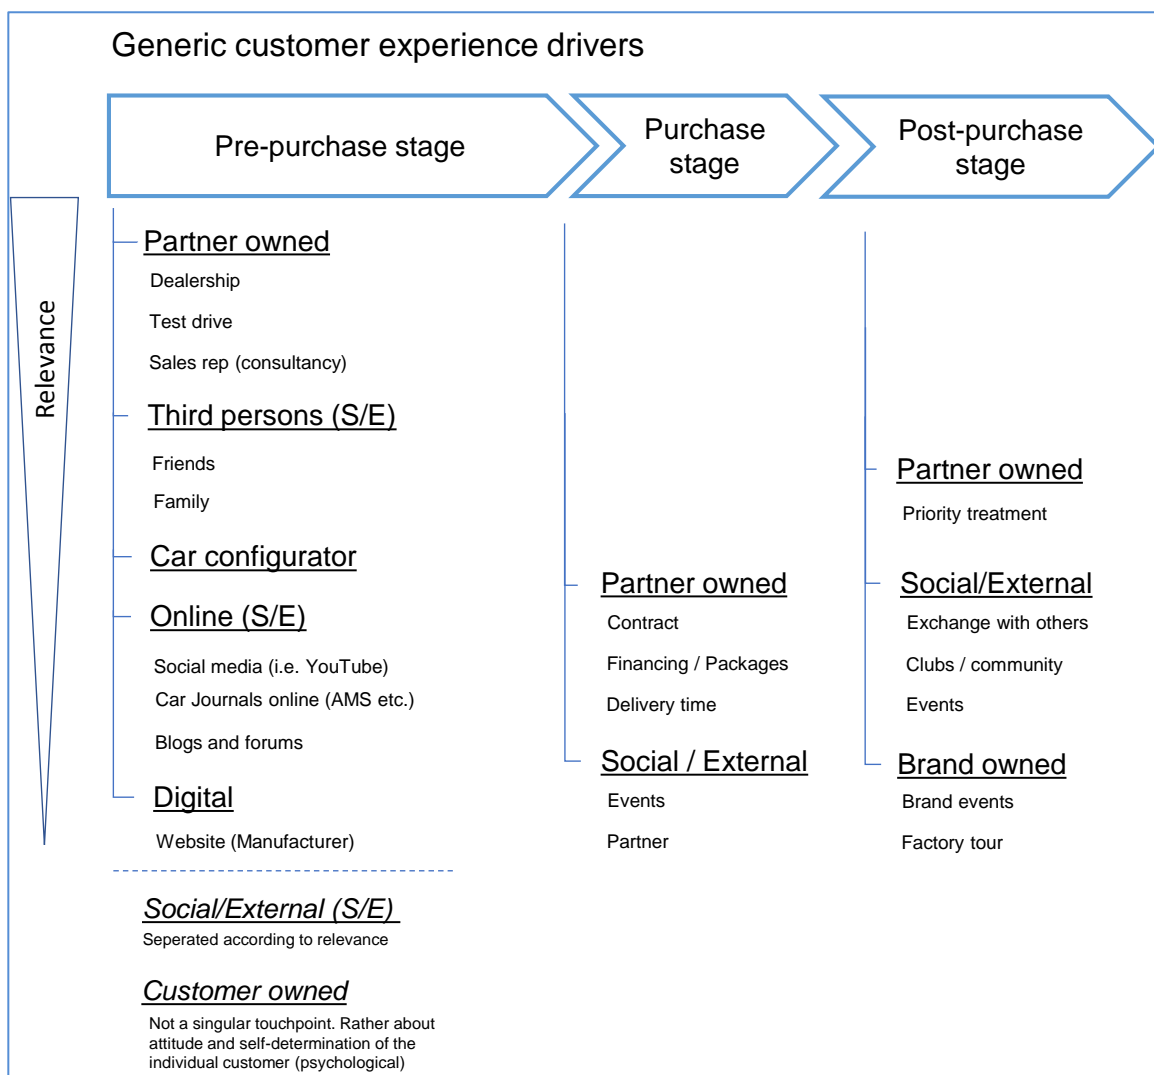 Generic customer experience drivers
Pre-purchase stage
Purchase
stage
Post-purchase
stage
Relevance
Partner owned
Dealership
Test drive
Sales rep (consultancy)
Third persons (S/E)
Friends
Family
Car configurator
Online (S/E)
Social media (i.e. YouTube)
Car Journals online (AMS etc.)
Blogs and forums
Digital
Website (Manufacturer)
Social/External (S/E)
Seperated according to relevance
Customer owned
Not a singular touchpoint. Rather about
attitude and self-determination of the
individual customer (psychological)
Partner owned
Contract
Financing / Packages
Delivery time
Social / External
Events
Partner
Partner owned
Priority treatment
Social/External
Exchange with others
Clubs / community
Events
Brand owned
Brand events
Factory tour